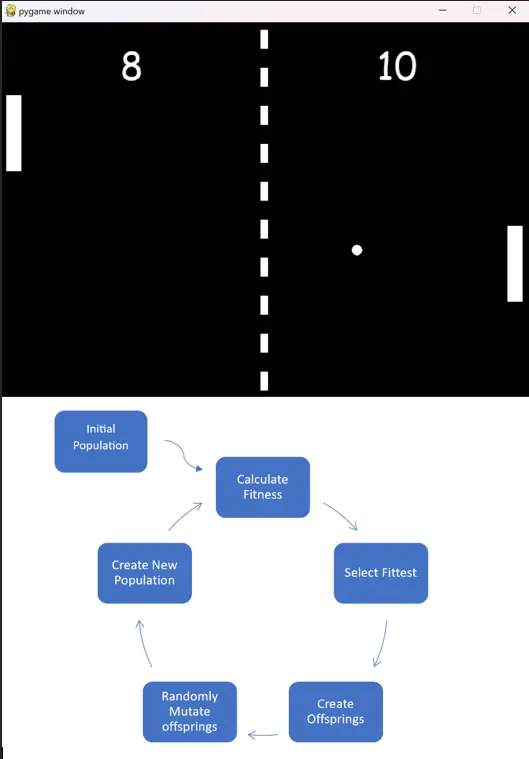 pygame window
8
10
Initial
Population
Calculate
Fitness
Select Fittest
Create
Offsprings
Randomly
Mutate
offsprings
Create New
Population